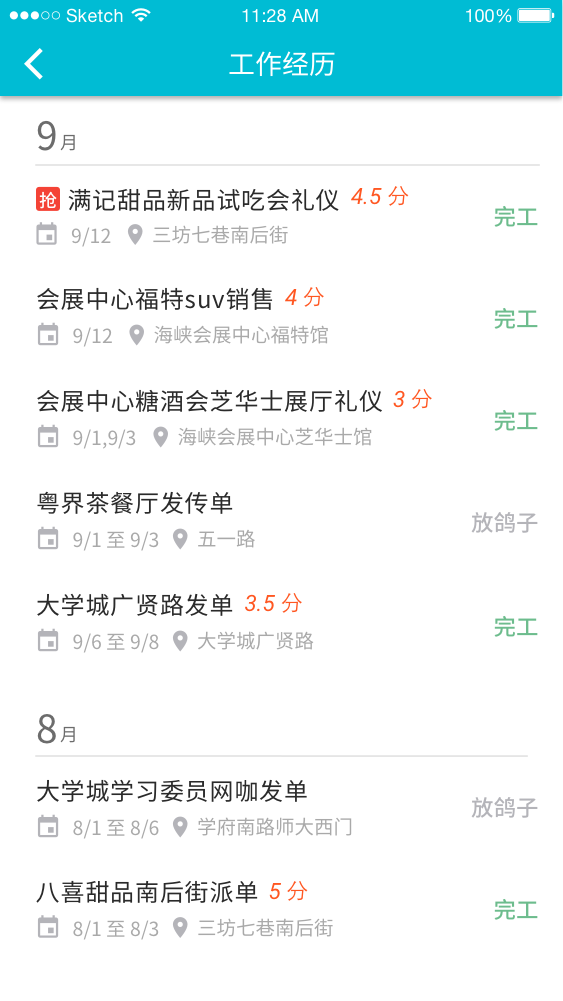 Sketch 11:28 AM 100%
工作经历
9月
抢 满记甜品新品试吃会礼仪 4.5 分
完工
9/12 三坊七巷南后街
会展中心福特suv销售 4 分
完工
9/12 海峡会展中心福特馆
会展中心糖酒会芝华士展厅礼仪 3 分
完工
9/1,9/3 海峡会展中心芝华士馆
粤界茶餐厅发传单
放鸽子
9/1 至 9/3 五一路
大学城广贤路发单 3.5 分
完工
9/6 至 9/8 大学城广贤路
8月
大学城学习委员网咖发单
放鸽子
8/1 至 8/6 学府南路师大西门
八喜甜品南后街派单 5 分
完工
8/1 至 8/3 三坊七巷南后街